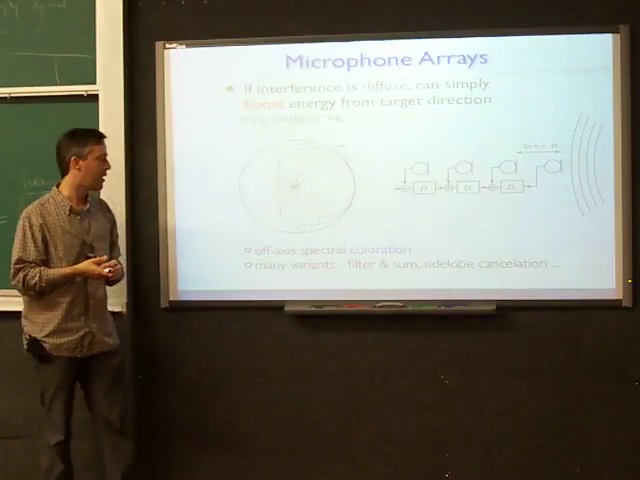 Microphone Arrays
If interference is diffuse, can simply
boost energy from target direction
off-axis spectral coloration
many variants - filter & sum, sidelobe cancelation ...
D
D
D